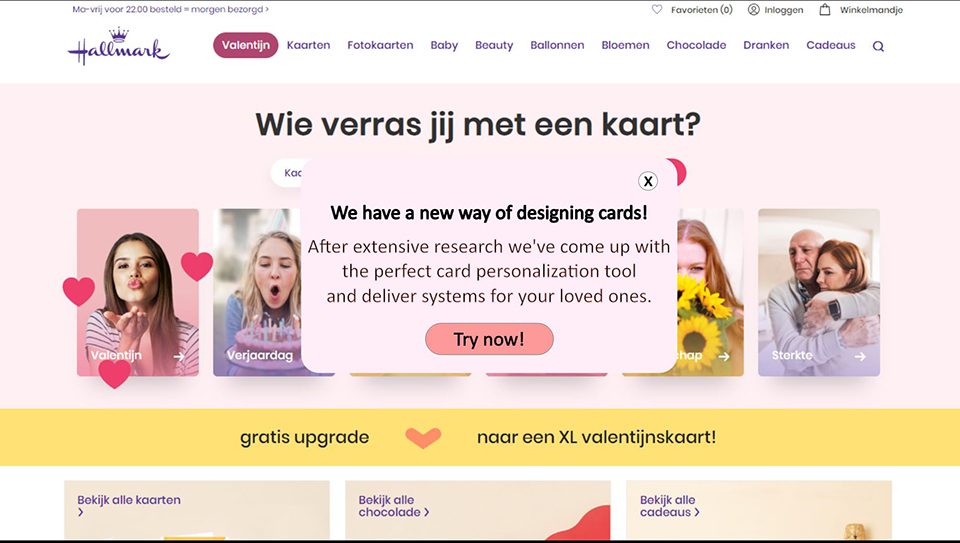 Ma-vrij voor 22.00 besteld = morgen bezorgd >
Favorieten (0)
Inloggen
Winkelmandje
Hallmark
Valentijn
Kaarten
Fotokaarten
Baby
Beauty
Ballonnen
Bloemen
Chocolade
Dranken
Cadeaus
Wie verras jij met een kaart?
X
We have a new way of designing cards!
After extensive research we've come up with
the perfect card personalization tool
and deliver systems for your loved ones.
Try now!
Valentijn
Verjaardag
Sterkte
gratis upgrade
naar een XL valentijnskaart!
Bekijk alle kaarten
>
Bekijk alle
chocolade >
Bekijk alle
cadeaus >